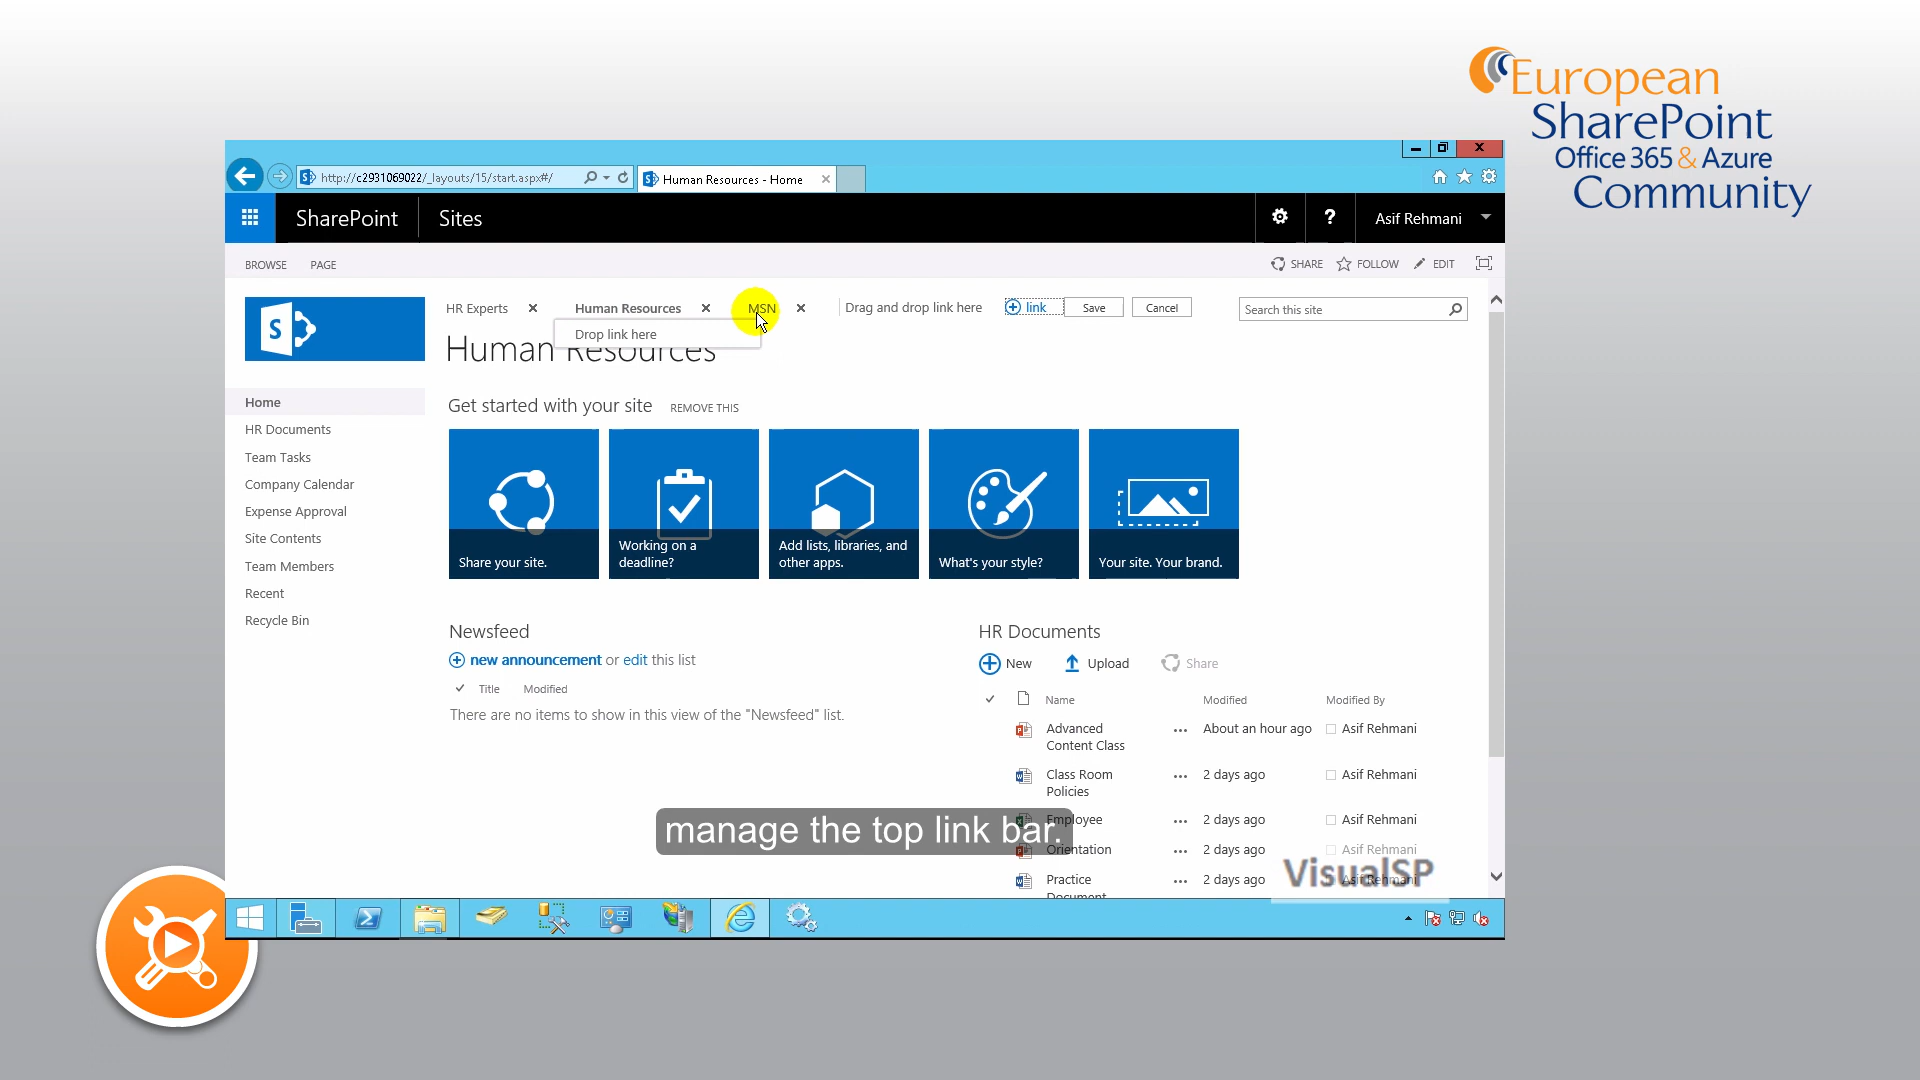 European
SharePoint
Office 365 & Azure
Community
http://c2931069022/_layouts/15/start.aspx#/
Human Resources - Home
SharePoint
Sites
Asif Rehmani
BROWSE
PAGE
SHARE
FOLLOW
EDIT
HR Experts
Human Resources
MSN
Drag and drop link here
link
Save
Cancel
Search this site
Drop link here
Human Resources
Home
HR Documents
Team Tasks
Company Calendar
Expense Approval
Site Contents
Team Members
Recent
Recycle Bin
Get started with your site
REMOVE THIS
Share your site.
Working on a
deadline?
Add lists, libraries, and
other apps.
What's your style?
Your site. Your brand.
Newsfeed
new announcement or edit this list
Title
Modified
There are no items to show in this view of the "Newsfeed" list.
HR Documents
New
Upload
Share
Name
Modified
Modified By
Advanced
Content Class
About an hour ago
Asif Rehmani
Class Room
Policies
2 days ago
Asif Rehmani
Employee
2 days ago
Asif Rehmani
Orientation
2 days ago
Asif Rehmani
Practice
Document
2 days ago
Asif Rehmani
manage the top link bar.
VisualSP